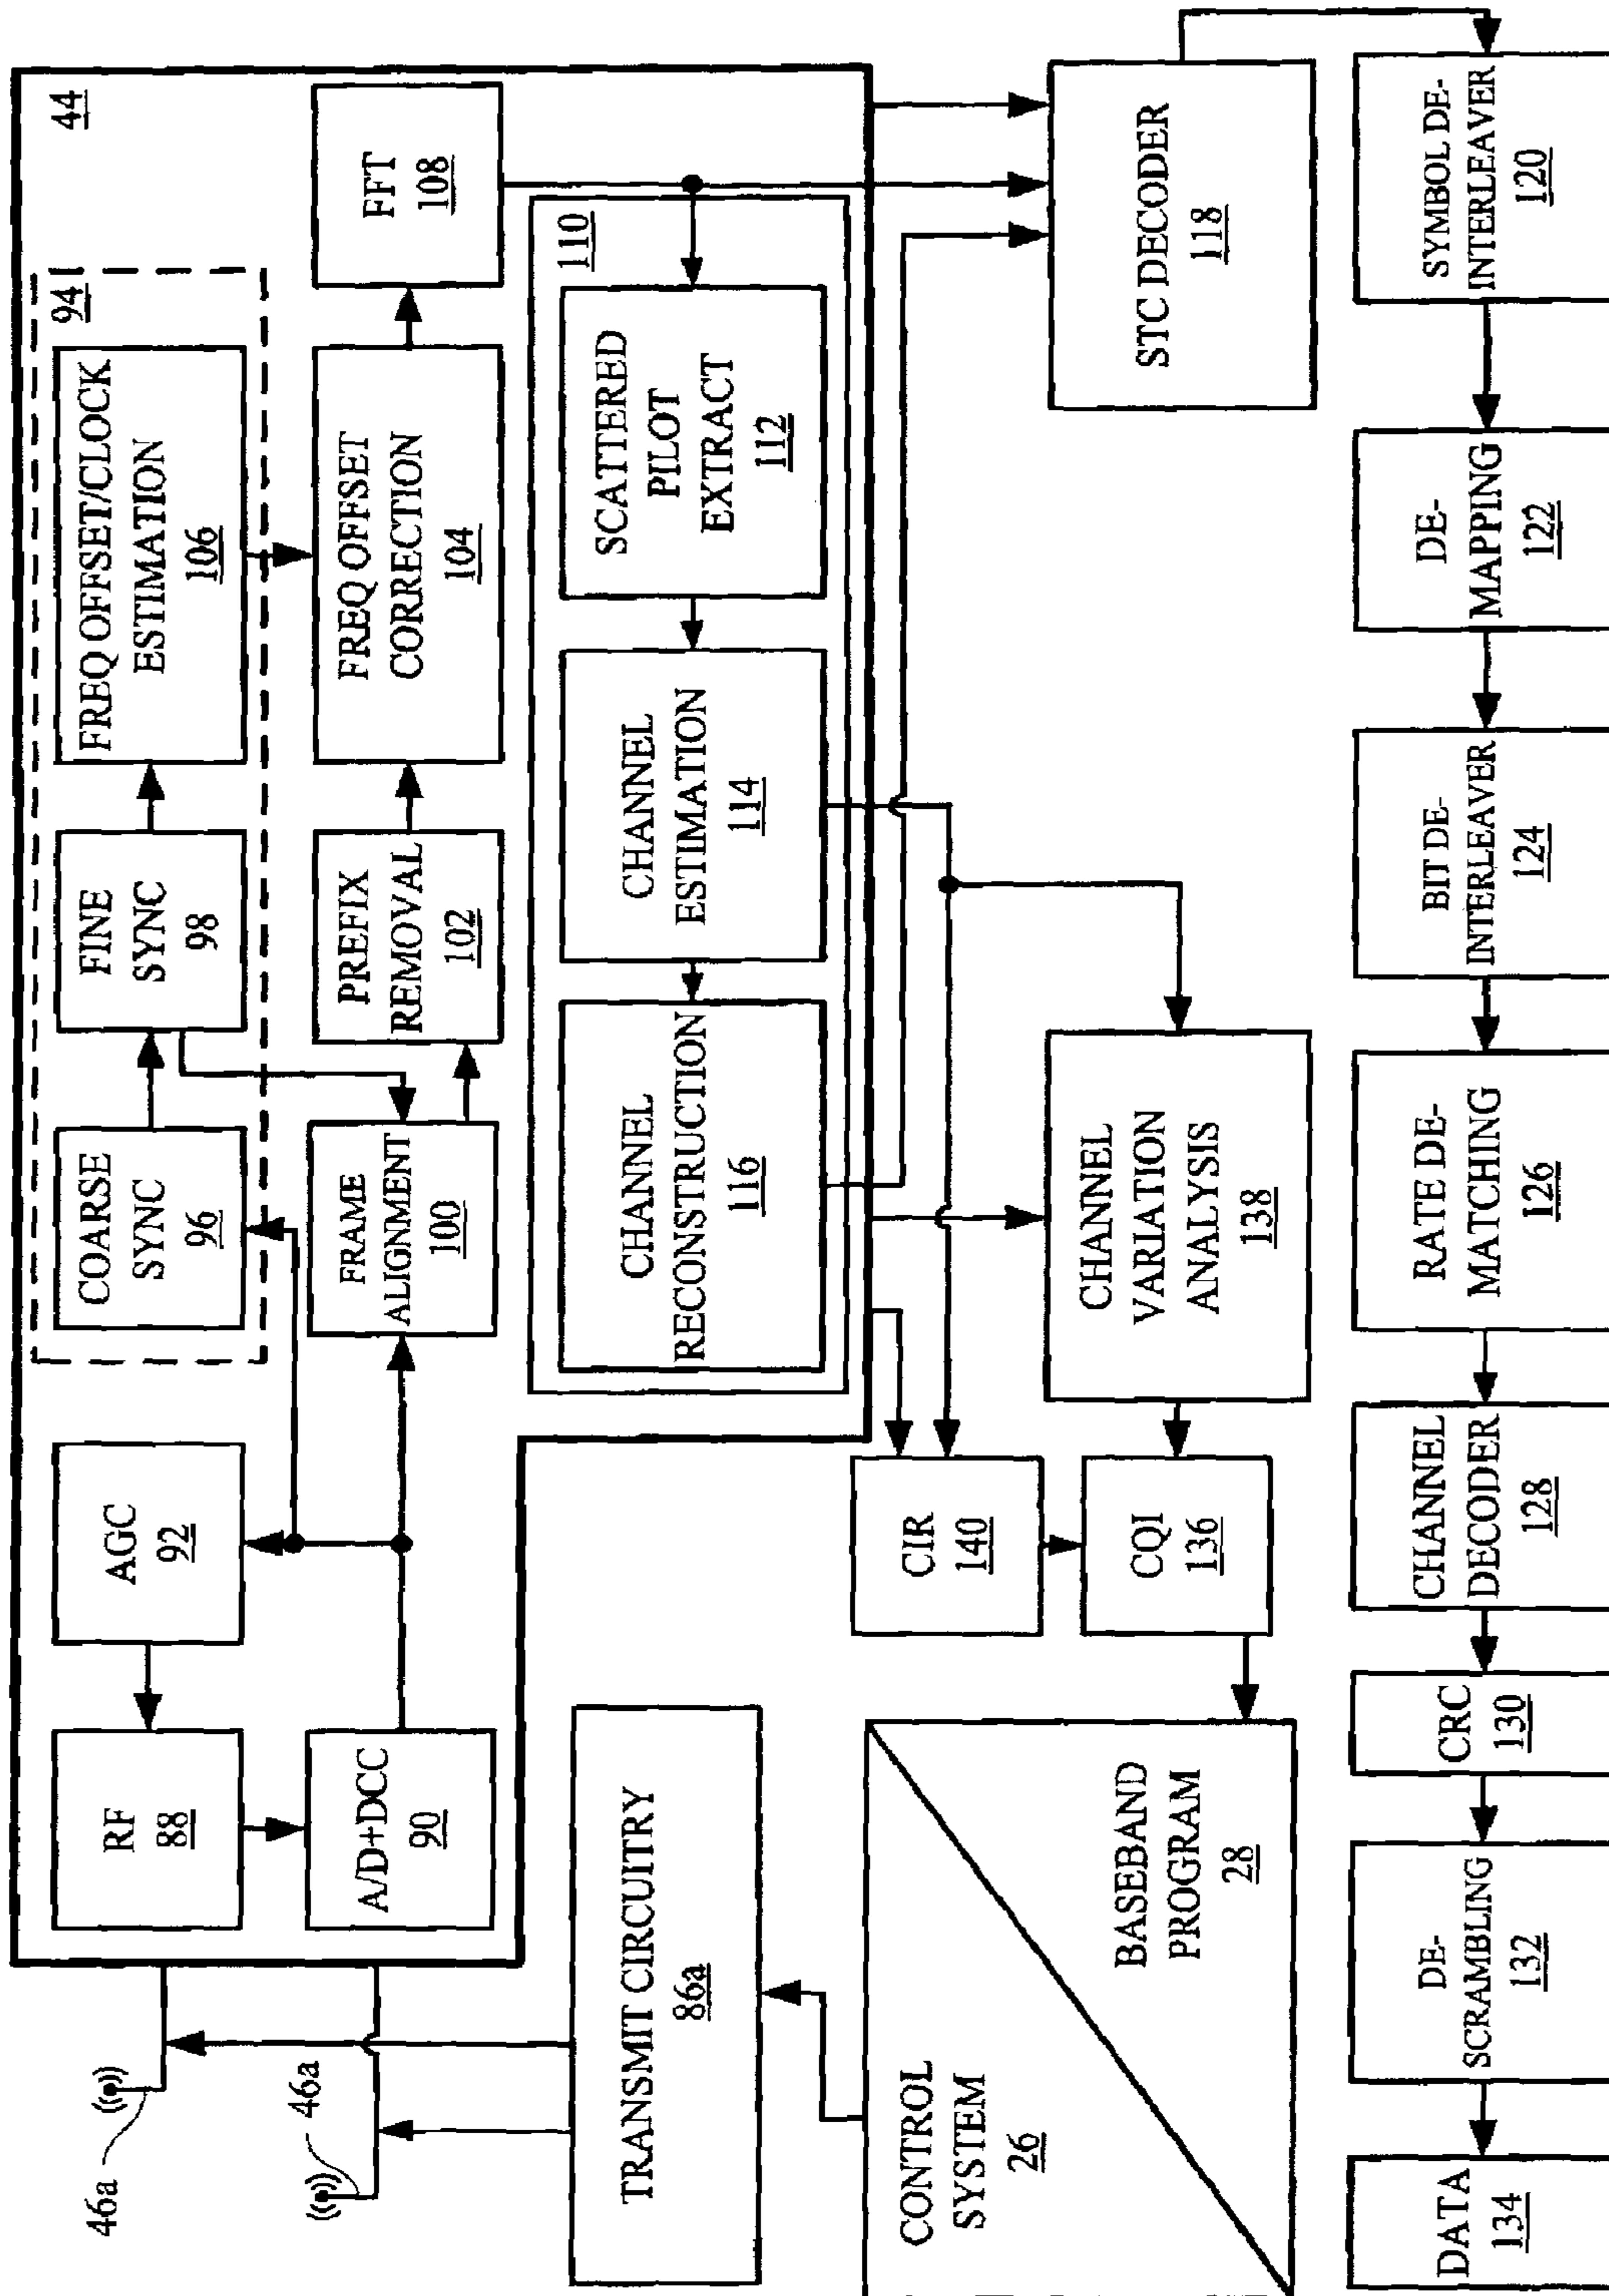 46a
46a
RF
88
AGC
92
A/D+DCC
90
COARSE
SYNC
96
FINE
SYNC
98
FREQ OFFSET/CLOCK
ESTIMATION
106
94
44
FRAME
ALIGNMENT
100
PREFIX
REMOVAL
102
FREQ OFFSET
CORRECTION
104
FFT
108
CHANNEL
RECONSTRUCTION
116
CHANNEL
ESTIMATION
114
SCATTERED
PILOT
EXTRACT
112
110
TRANSMIT CIRCUITRY
86a
CONTROL
SYSTEM
26
BASEBAND
PROGRAM
28
CIR
140
CQI
136
CHANNEL
VARIATION
ANALYSIS
138
STC DECODER
118
DATA
134
DE-
SCRAMBLING
132
CRC
130
CHANNEL
DECODER
128
RATE DE-
MATCHING
126
BIT DE-
INTERLEAVER
124
DE-
MAPPING
122
SYMBOL DE-
INTERLEAVER
120